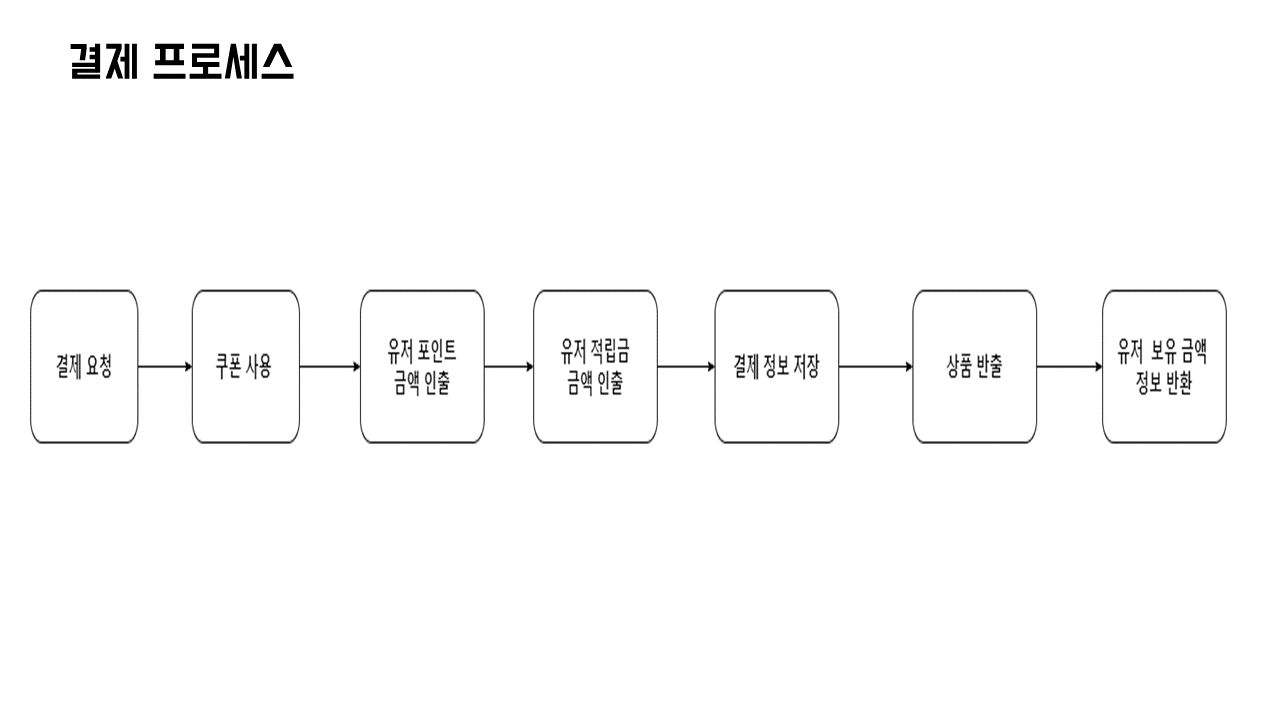 결제 프로세스
결제 요청
쿠폰 사용
유저 포인트
금액 인출
유저 적립금
금액 인출
결제 정보 저장
상품 반출
유저 보유 금액
정보 반환